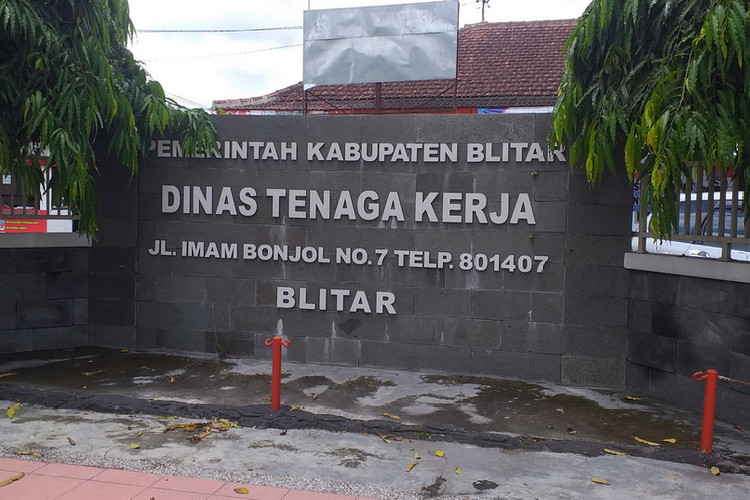 PEMERINTAH KABUPATEN BLITAR
DINAS TENAGA KERJA
JL. IMAM BONJOL NO.7 TELP. 801407
BLITAR